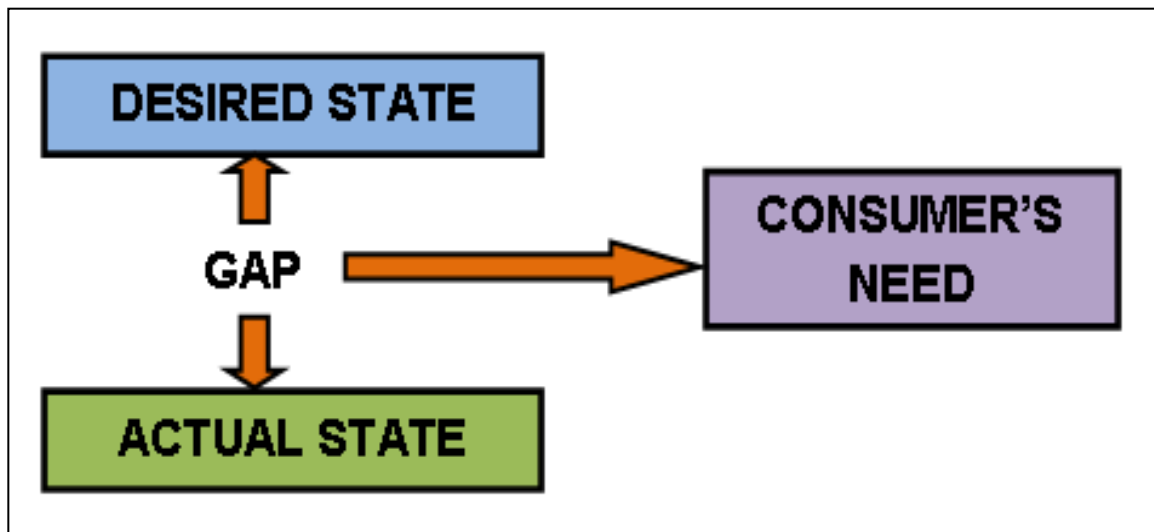 DESIRED STATE
GAP
CONSUMER’S
NEED
ACTUAL STATE